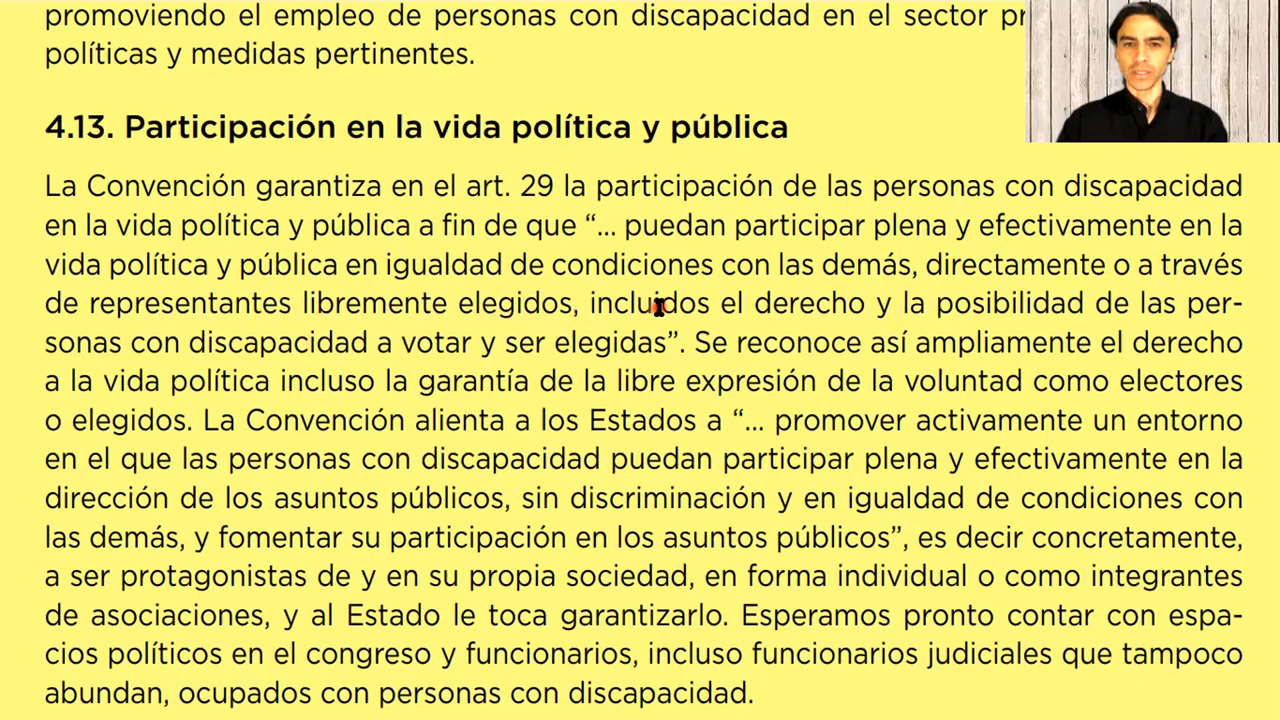 promoviendo el empleo de personas con discapacidad en el sector
políticas y medidas pertinentes.
4.13. Participación en la vida política y pública
La Convención garantiza en el art. 29 la participación de las personas con discapacidad
en la vida política y pública a fin de que “... puedan participar plena y efectivamente en la
vida política y pública en igualdad de condiciones con las demás, directamente o a través
de representantes libremente elegidos, incluidos el derecho y la posibilidad de las per-
sonas con discapacidad a votar y ser elegidas”. Se reconoce así ampliamente el derecho
a la vida política incluso la garantía de la libre expresión de la voluntad como electores
o elegidos. La Convención alienta a los Estados a “... promover activamente un entorno
en el que las personas con discapacidad puedan participar plena y efectivamente en la
dirección de los asuntos públicos, sin discriminación y en igualdad de condiciones con
las demás, y fomentar su participación en los asuntos públicos”, es decir concretamente,
a ser protagonistas de y en su propia sociedad, en forma individual o como integrantes
de asociaciones, y al Estado le toca garantizarlo. Esperamos pronto contar con espa-
cios políticos en el congreso y funcionarios, incluso funcionarios judiciales que tampoco
abundan, ocupados con personas con discapacidad.